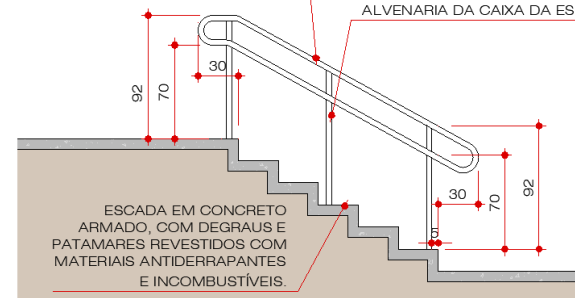 ALVENARIA DA CAIXA DA ES
30
92
70
30
92
70
5
ESCADA EM CONCRETO
ARMADO, COM DEGRAUS E
PATAMARES REVESTIDOS COM
MATERIAIS ANTIDERRAPANTES
E INCOMBUSTÍVEIS.